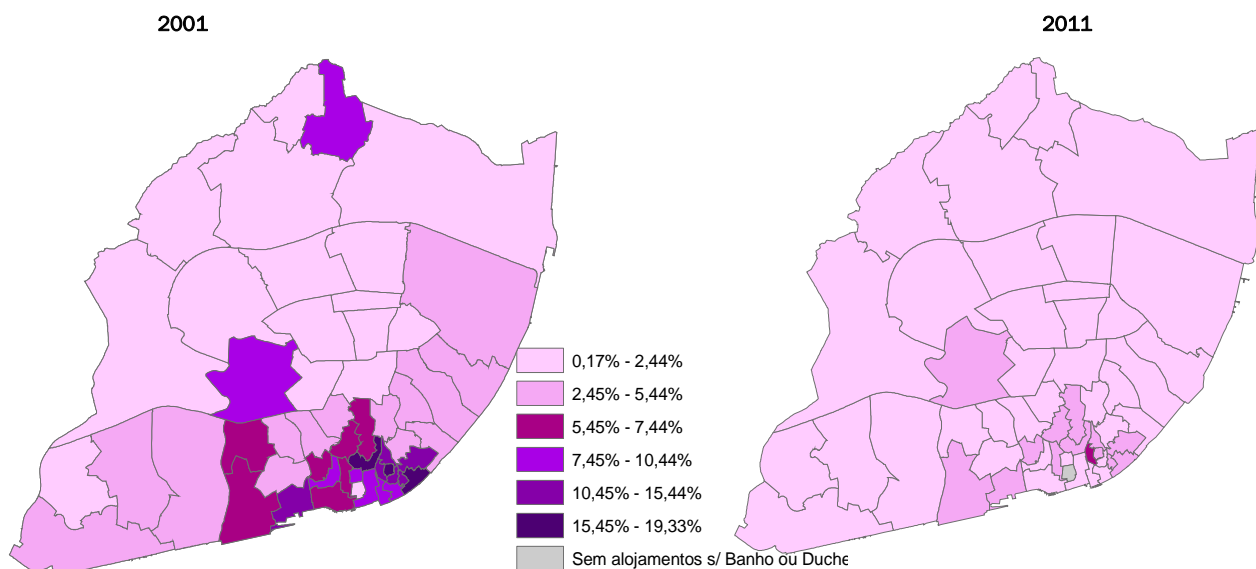 2001
2011
0,17% - 2,44%
2,45% - 5,44%
5,45% - 7,44%
7,45% - 10,44%
10,45% - 15,44%
15,45% - 19,33%
Sem alojamentos s/ Banho ou Duche